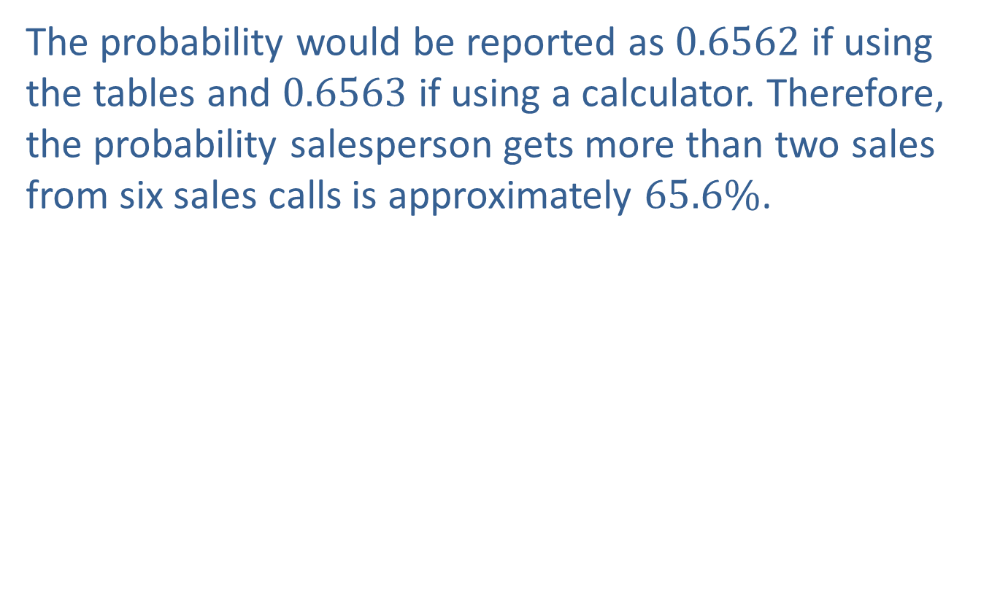 The probability would be reported as 0.6562 if using
the tables and 0.6563 if using a calculator. Therefore,
the probability salesperson gets more than two sales
from six sales calls is approximately 65.6%.